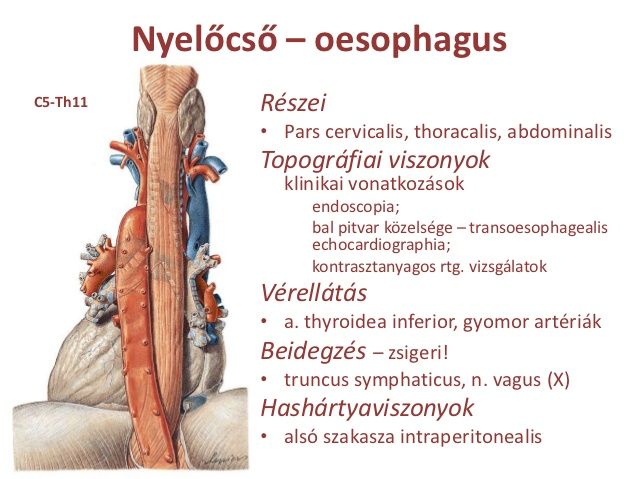 Nyelőcső – oesophagus
C5-Th11
Részei
• Pars cervicalis, thoracalis, abdominalis
Topográfiai viszonyok
klinikai vonatkozások
endoscopia;
bal pitvar közelsége – transoesophagealis
echocardiographia;
kontrasztanyagos rtg. vizsgálatok
Vérellátás
• a. thyroidea inferior, gyomor artériák
Beidegzés – zsigeri!
• truncus symphaticus, n. vagus (X)
Hashártyaviszonyok
• alsó szakasza intraperitonealis